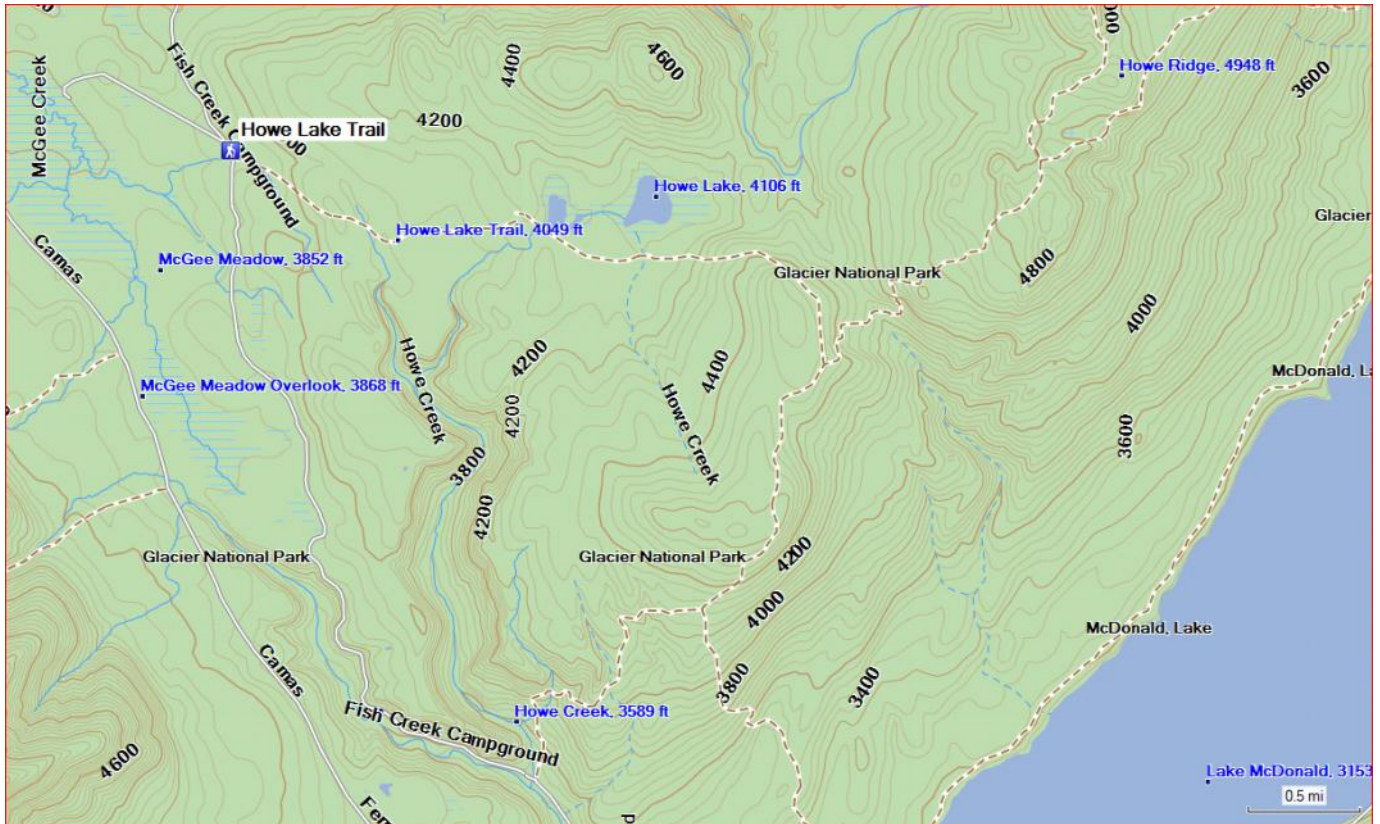 Howe Lake Trail
Fish Creek Campground
McGee Creek
4400
4600
4200
Howe Ridge, 4948 ft
3600
Howe Lake, 4106 ft
Glacier
Howe Lake Trail, 4049 ft
Camas
McGee Meadow, 3852 ft
Glacier National Park
4800
4000
4200
Howe Creek
4400
McGee Meadow Overlook, 3868 ft
McDonald, La
4200
Howe Creek
3600
3800
4200
Glacier National Park
Glacier National Park
4200
4000
McDonald, Lake
Camas
3800
3400
Fish Creek Campground
Howe Creek, 3589 ft
4600
Lake McDonald, 3153
0.5 mi